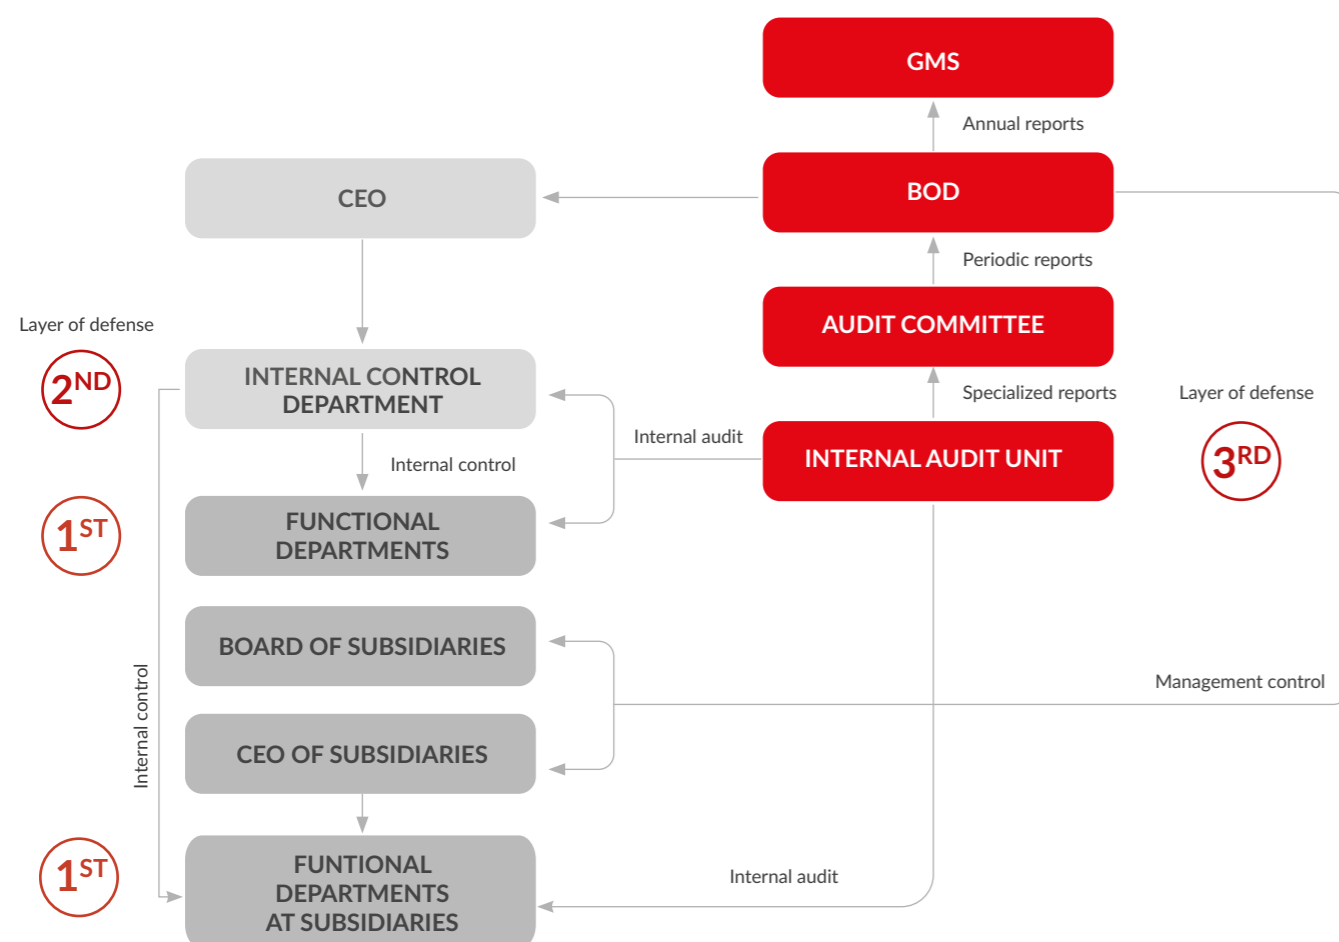 GMS
Annual reports
CEO
BOD
Periodic reports
Layer of defense
AUDIT COMMITTEE
2ND
INTERNAL CONTROL
DEPARTMENT
Specialized reports
Layer of defense
Internal audit
INTERNAL AUDIT UNIT
3RD
Internal control
1ST
FUNCTIONAL
DEPARTMENTS
BOARD OF SUBSIDIARIES
Management control
Internal control
CEO OF SUBSIDIARIES
1ST
FUNTIONAL
DEPARTMENTS
AT SUBSIDIARIES
Internal audit